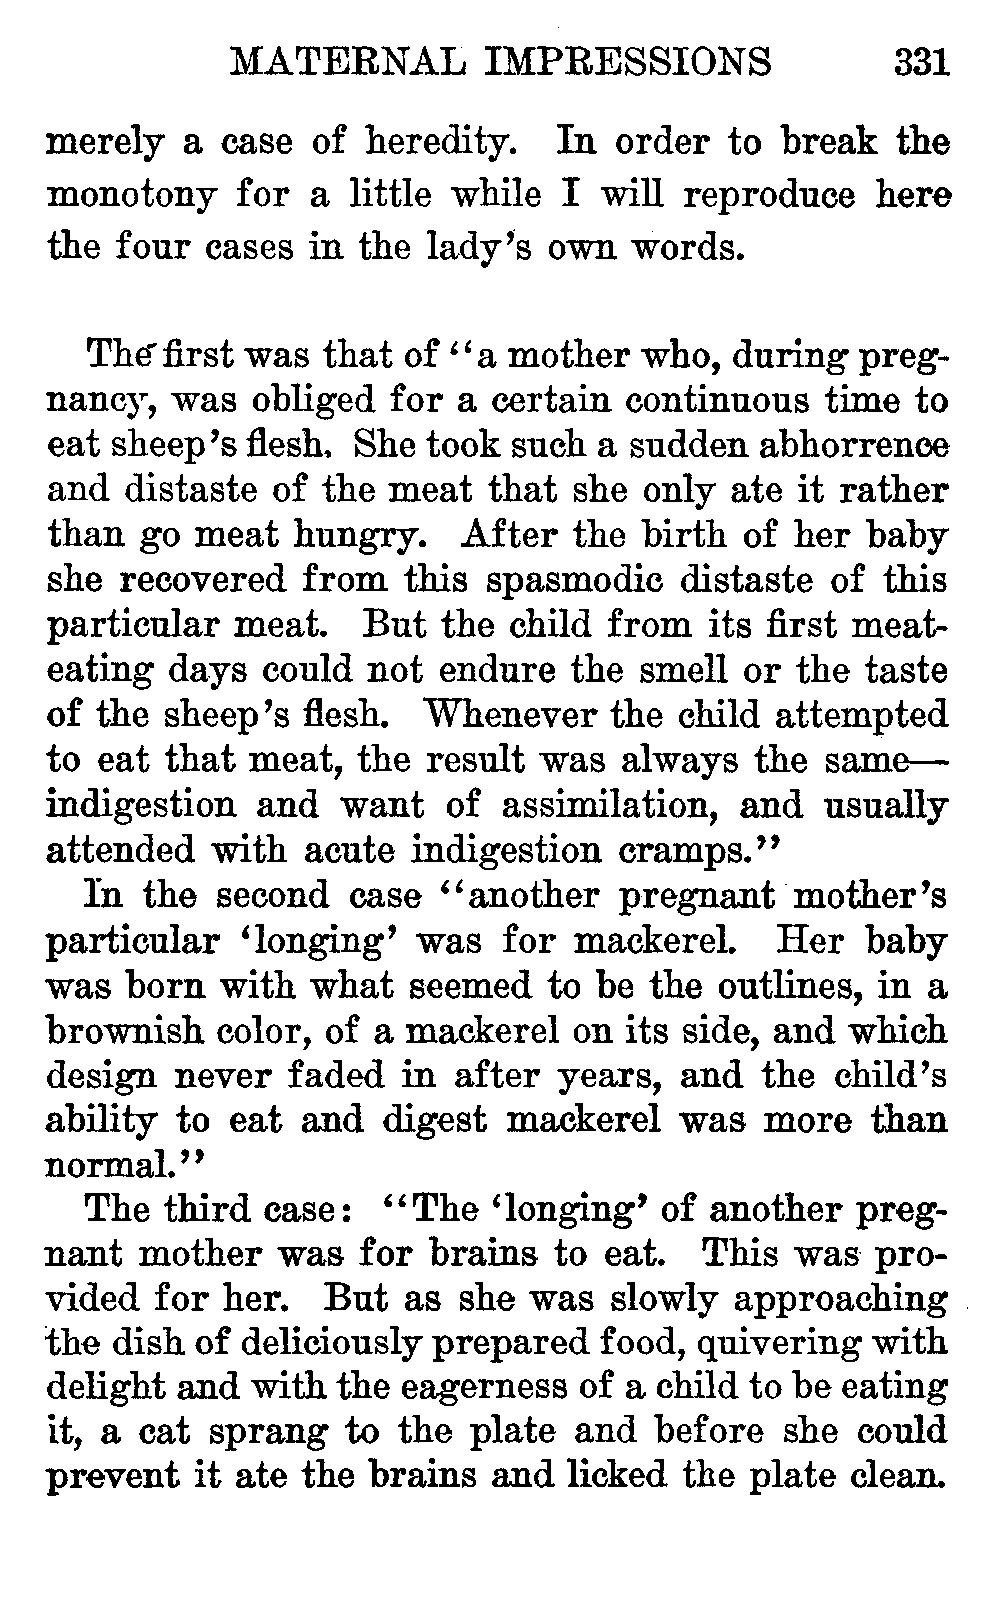 MATERNAL IMPRESSIONS 331
merely a case of heredity. In order to break the
monotony for a little while I will reproduce here
the four cases in the lady's own words.
The first was that of "a mother who, during preg-
nancy, was obliged for a certain continuous time to
eat sheep's flesh. She took such a sudden abhorrence
and distaste of the meat that she only ate it rather
than go meat hungry. After the birth of her baby
she recovered from this spasmodic distaste of this
particular meat. But the child from its first meat-
eating days could not endure the smell or the taste
of the sheep's flesh. Whenever the child attempted
to eat that meat, the result was always the same—
indigestion and want of assimilation, and usually
attended with acute indigestion cramps."
In the second case "another pregnant mother's
particular 'longing' was for mackerel. Her baby
was born with what seemed to be the outlines, in a
brownish color, of a mackerel on its side, and which
design never faded in after years, and the child's
ability to eat and digest mackerel was more than
normal."
The third case: "The 'longing' of another preg-
nant mother was for brains to eat. This was pro-
vided for her. But as she was slowly approaching
the dish of deliciously prepared food, quivering with
delight and with the eagerness of a child to be eating
it, a cat sprang to the plate and before she could
prevent it ate the brains and licked the plate clean.